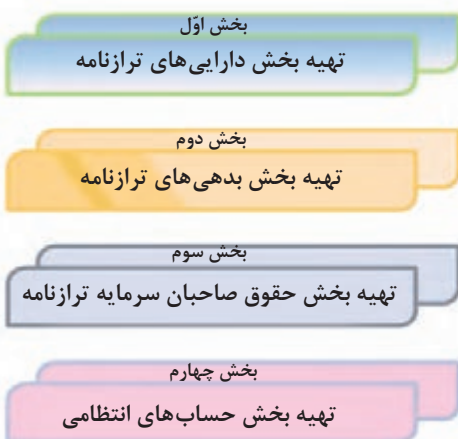 بخش اوّل
تهیه بخش دارایی‌های ترازنامه
بخش دوم
تهیه بخش بدهی‌های ترازنامه
بخش سوم
تهیه بخش حقوق صاحبان سرمایه ترازنامه
بخش چهارم
تهیه بخش حساب‌های انتظامی